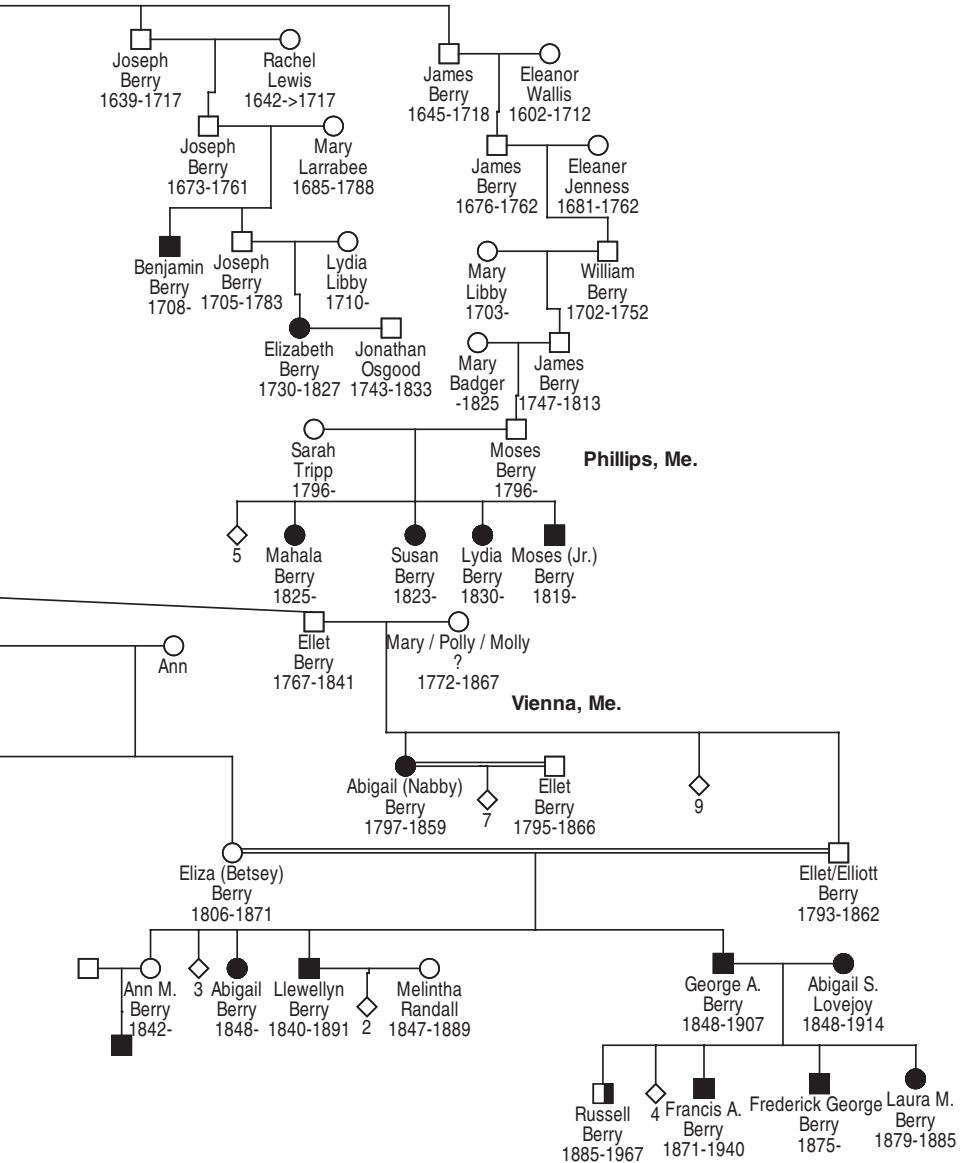 Joseph
Berry
1639-1717
Rachel
Lewis
1642->1717
James
Berry
1645-1718
Eleanor
Wallis
1602-1712
Joseph
Berry
1673-1761
Mary
Larrabee
1685-1788
James
Berry
1676-1762
Eleaner
Jenness
1681-1762
Benjamin
Berry
1708-
Joseph
Berry
1705-1783
Lydia
Libby
1710-
Mary
Libby
1703-
William
Berry
1702-1752
Elizabeth
Berry
1730-1827
Jonathan
Osgood
1743-1833
Mary
Badger
-1825
James
Berry
1747-1813
Sarah
Tripp
1796-
Moses
Berry
1796-
Phillips, Me.
5
Mahala
Berry
1825-
Susan
Berry
1823-
Lydia
Berry
1830-
Moses (Jr.)
Berry
1819-
Ellet
Berry
1767-1841
Mary / Polly / Molly
?
1772-1867
Ann
Vienna, Me.
Abigail (Nabby)
Berry
1797-1859
7
Ellet
Berry
1795-1866
9
Eliza (Betsey)
Berry
1806-1871
Ellet/Elliott
Berry
1793-1862
Ann M.
Berry
1842-
3
Abigail
Berry
1848-
Llewellyn
Berry
1840-1891
2
Melintha
Randall
1847-1889
George A.
Berry
1848-1907
Abigail S.
Lovejoy
1848-1914
Russell
Berry
1885-1967
4
Francis A.
Berry
1871-1940
Frederick George
Berry
1875-
Laura M.
Berry
1879-1885